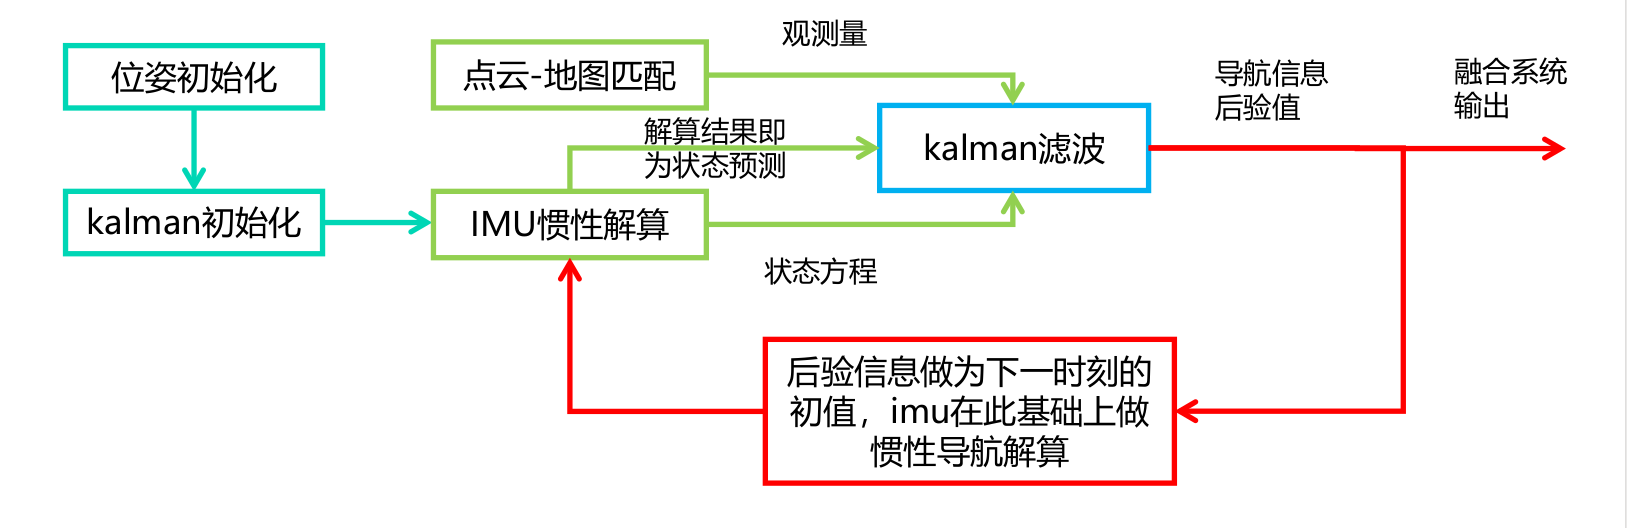 观测量
位姿初始化
点云-地图匹配
导航信息
后验值
融合系统
输出
解算结果即
为状态预测
kalman滤波
kalman初始化
IMU惯性解算
状态方程
后验信息做为下一时刻的
初值，imu在此基础上做
惯性导航解算